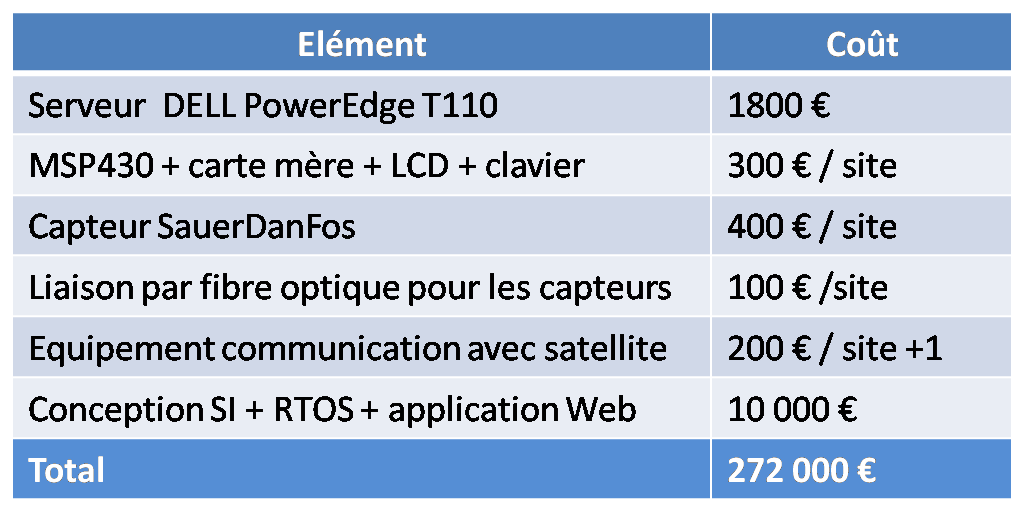 Elément Coût
Serveur DELL PowerEdge T110 1800 €
MSP430 + carte mère + LCD + clavier 300 € / site
Capteur SauerDanFos 400 € / site
Liaison par fibre optique pour les capteurs 100 € /site
Equipement communication avec satellite 200 € / site +1
Conception SI + RTOS + application Web 10 000 €
Total 272 000 €